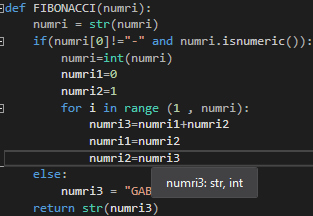 def FIBONACCI(numri):
    numri = str(numri)
    if(numri[0]!="-" and numri.isnumeric()):
        numri=int(numri)
        numri1=0
        numri2=1
        for i in range (1 , numri):
            numri3=numri1+numri2
            numri1=numri2
            numri2=numri3
    else:
        numri3 = "GAB
numri3: str, int
    return str(numri3)